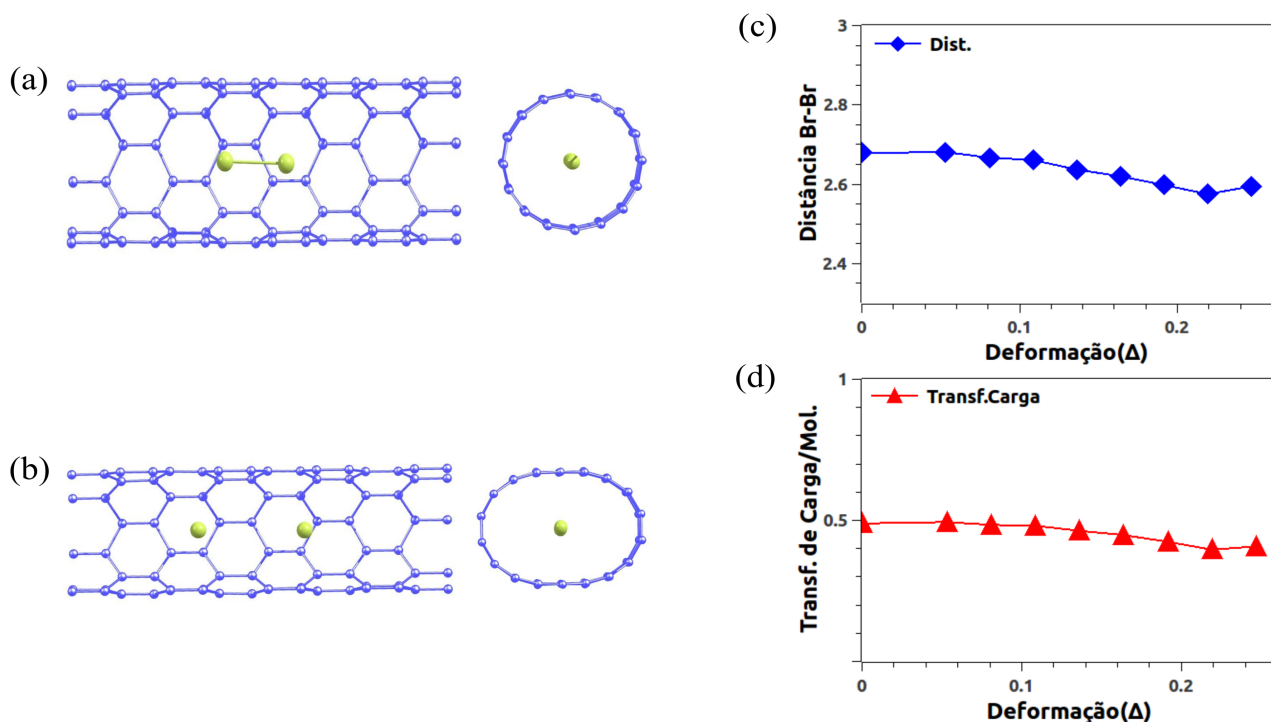 (a)
(b)
(c)
Dist.
Distância Br-Br
3
2.8
2.6
2.4
0
0.1
0.2
Deformação(Δ)
(d)
Transf.Carga
Transf. de Carga/Mol.
1
0.5
0
0.1
0.2
Deformação(Δ)